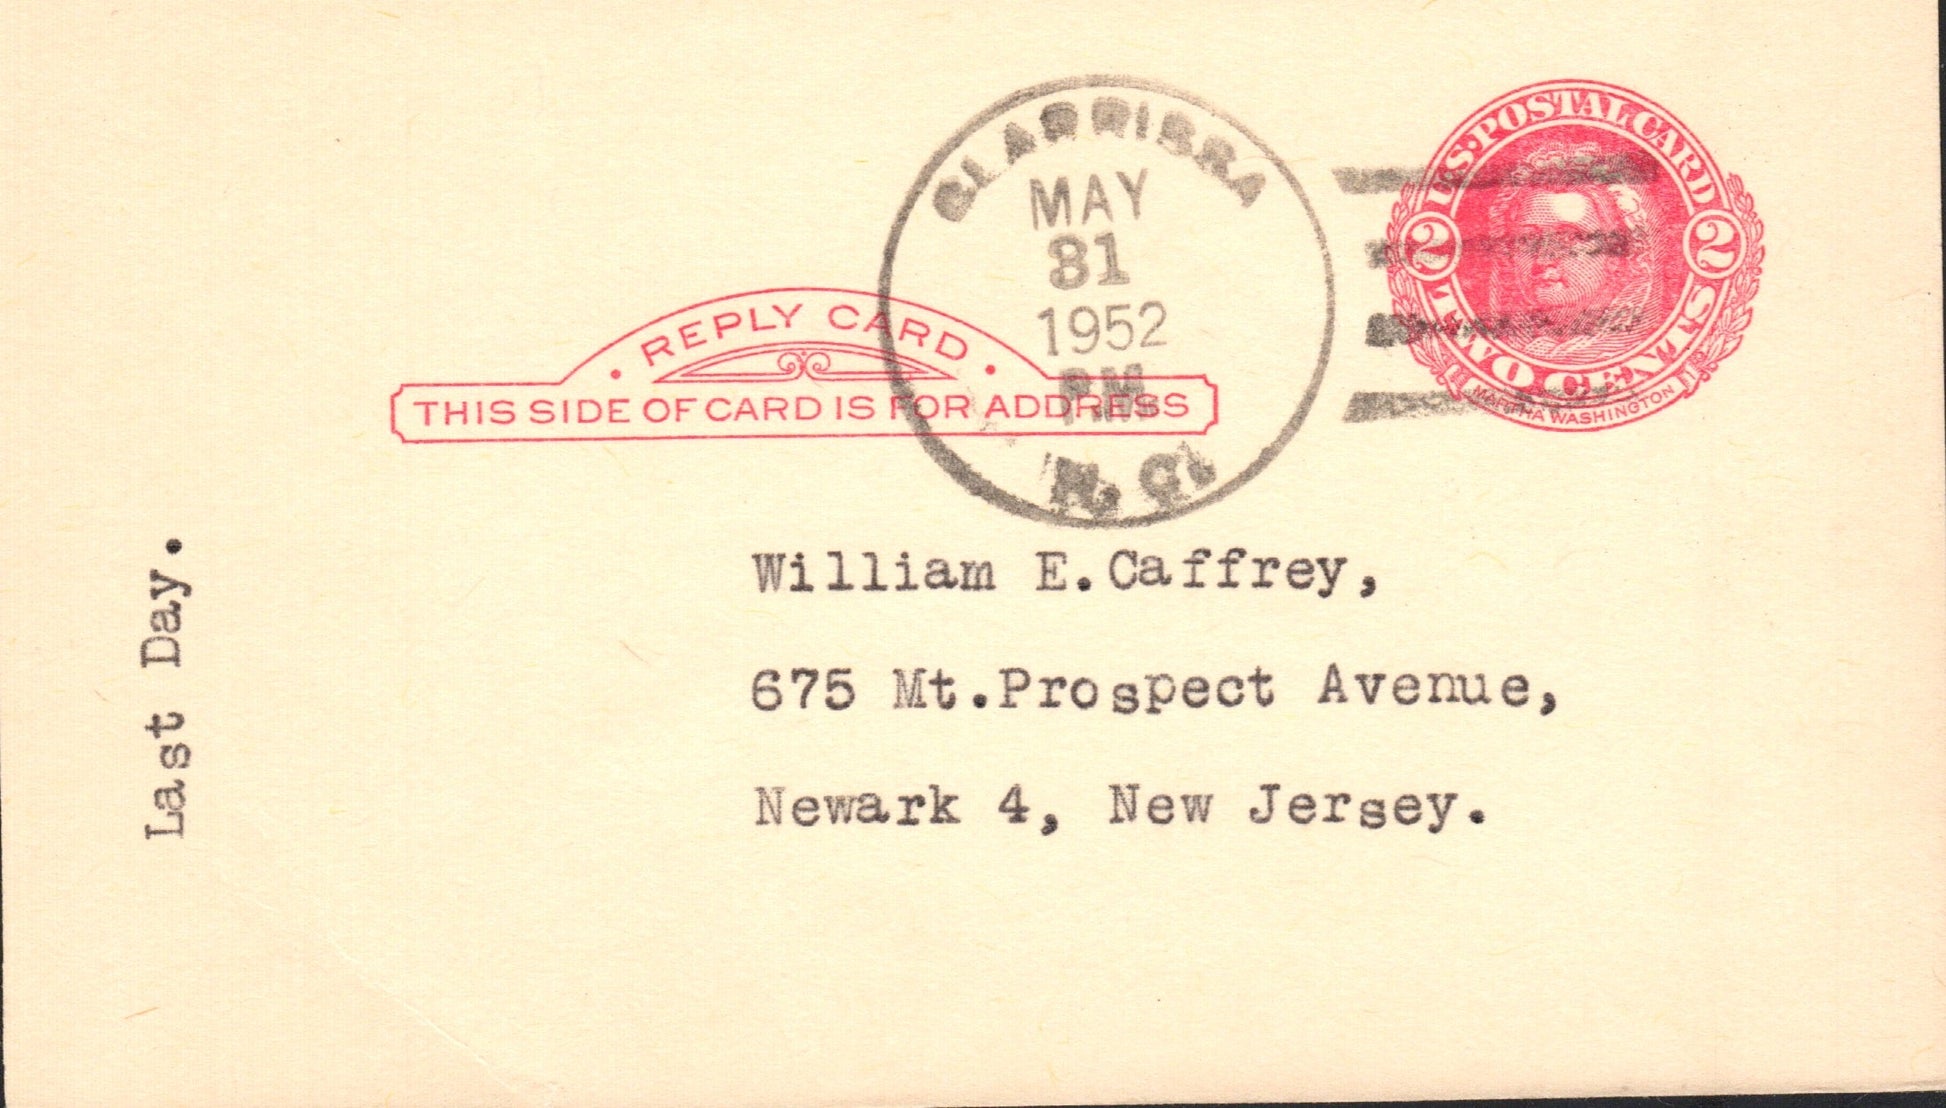 CLARRISSA
MAY
31
1952
PM
N. C.
U.S. POSTAL CARD
2 2
TWO CENTS
MARTHA WASHINGTON
REPLY CARD
THIS SIDE OF CARD IS FOR ADDRESS
William E.Caffrey,
675 Mt.Prospect Avenue,
Newark 4, New Jersey.
Last Day.